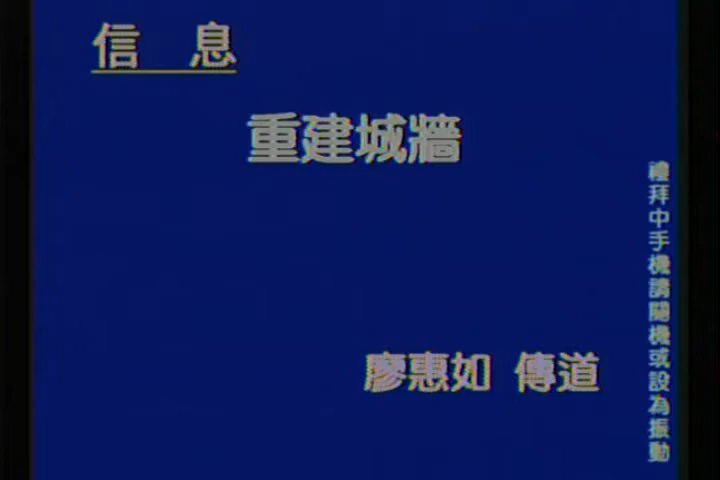 信 息
重建城牆
廖惠如 傳道
禮拜中手機請關機或設為振動